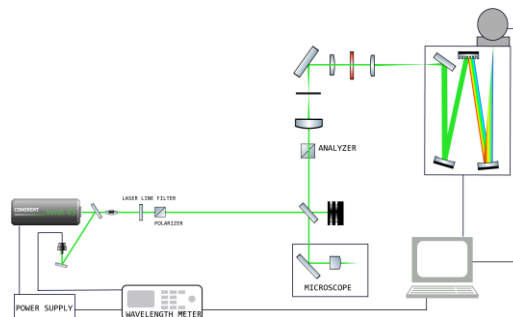 ANALYZER
LASER LINE FILTER
COHERENT
POLARIZER
MICROSCOPE
POWER SUPPLY
WAVELENGTH METER